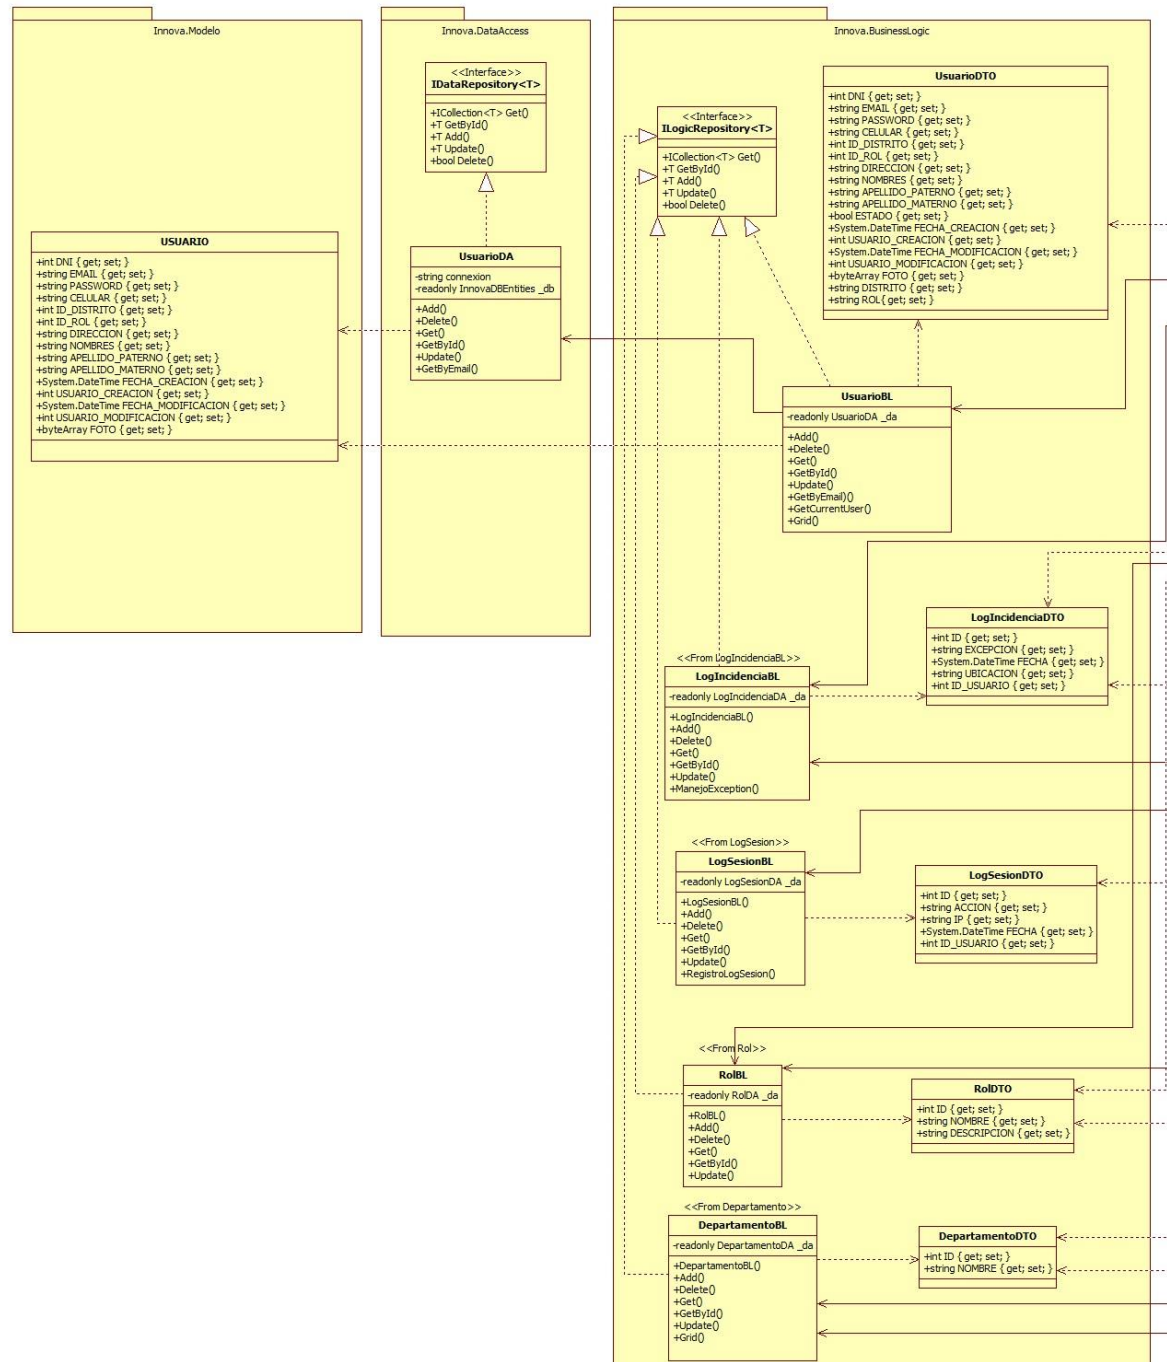 Innova.Modelo
USUARIO
+int DNI { get; set; }
+string EMAIL { get; set; }
+string PASSWORD { get; set; }
+string CELULAR { get; set; }
+int ID_DISTRITO { get; set; }
+int ID_ROL { get; set; }
+string DIRECCION { get; set; }
+string NOMBRES { get; set; }
+string APELLIDO_PATERNO { get; set; }
+string APELLIDO_MATERNO { get; set; }
+System.DateTime FECHA_CREACION { get; set; }
+int USUARIO_CREACION { get; set; }
+System.DateTime FECHA_MODIFICACION { get; set; }
+int USUARIO_MODIFICACION { get; set; }
+byteArray FOTO { get; set; }
Innova.DataAccess
<<Interface>>
IDataRepository<T>
+ICollection<T> Get()
+T GetById()
+T Add()
+T Update()
+bool Delete()
UsuarioDA
-string connexion
-readonly InnovaDBEntities _db
+Add()
+Delete()
+Get()
+GetById()
+Update()
+GetByEmail()
Innova.BusinessLogic
<<Interface>>
ILogicRepository<T>
+ICollection<T> Get()
+T GetById()
+T Add()
+T Update()
+bool Delete()
UsuarioDTO
+int DNI { get; set; }
+string EMAIL { get; set; }
+string PASSWORD { get; set; }
+string CELULAR { get; set; }
+int ID_DISTRITO { get; set; }
+int ID_ROL { get; set; }
+string DIRECCION { get; set; }
+string NOMBRES { get; set; }
+string APELLIDO_PATERNO { get; set; }
+string APELLIDO_MATERNO { get; set; }
+bool ESTADO { get; set; }
+System.DateTime FECHA_CREACION { get; set; }
+int USUARIO_CREACION { get; set; }
+System.DateTime FECHA_MODIFICACION { get; set; }
+int USUARIO_MODIFICACION { get; set; }
+byteArray FOTO { get; set; }
+string DISTRITO { get; set; }
+string ROL{ get; set; }
UsuarioBL
-readonly UsuarioDA _da
+Add()
+Delete()
+Get()
+GetById()
+Update()
+GetByEmail)()
+GetCurrentUser()
+Grid()
<<From LogIncidenciaBL>>
LogIncidenciaBL
-readonly LogIncidenciaDA _da
+LogIncidenciaBL()
+Add()
+Delete()
+Get()
+GetById()
+Update()
+ManejoException()
LogIncidenciaDTO
+int ID { get; set; }
+string EXCEPCION { get; set; }
+System.DateTime FECHA { get; set; }
+string UBICACION { get; set; }
+int ID_USUARIO { get; set; }
<<From LogSesion>>
LogSesionBL
-readonly LogSesionDA _da
+LogSesionBL()
+Add()
+Delete()
+Get()
+GetById()
+Update()
+RegistroLogSesion()
LogSesionDTO
+int ID { get; set; }
+string ACCION { get; set; }
+string IP { get; set; }
+System.DateTime FECHA { get; set; }
+int ID_USUARIO { get; set; }
<<From Rol>>
RolBL
-readonly RolDA _da
+RolBL()
+Add()
+Delete()
+Get()
+GetById()
+Update()
RolDTO
+int ID { get; set; }
+string NOMBRE { get; set; }
+string DESCRIPCION { get; set; }
<<From Departamento>>
DepartamentoBL
-readonly DepartamentoDA _da
+DepartamentoBL()
+Add()
+Delete()
+Get()
+GetById()
+Update()
+Grid()
DepartamentoDTO
+int ID { get; set; }
+string NOMBRE { get; set; }